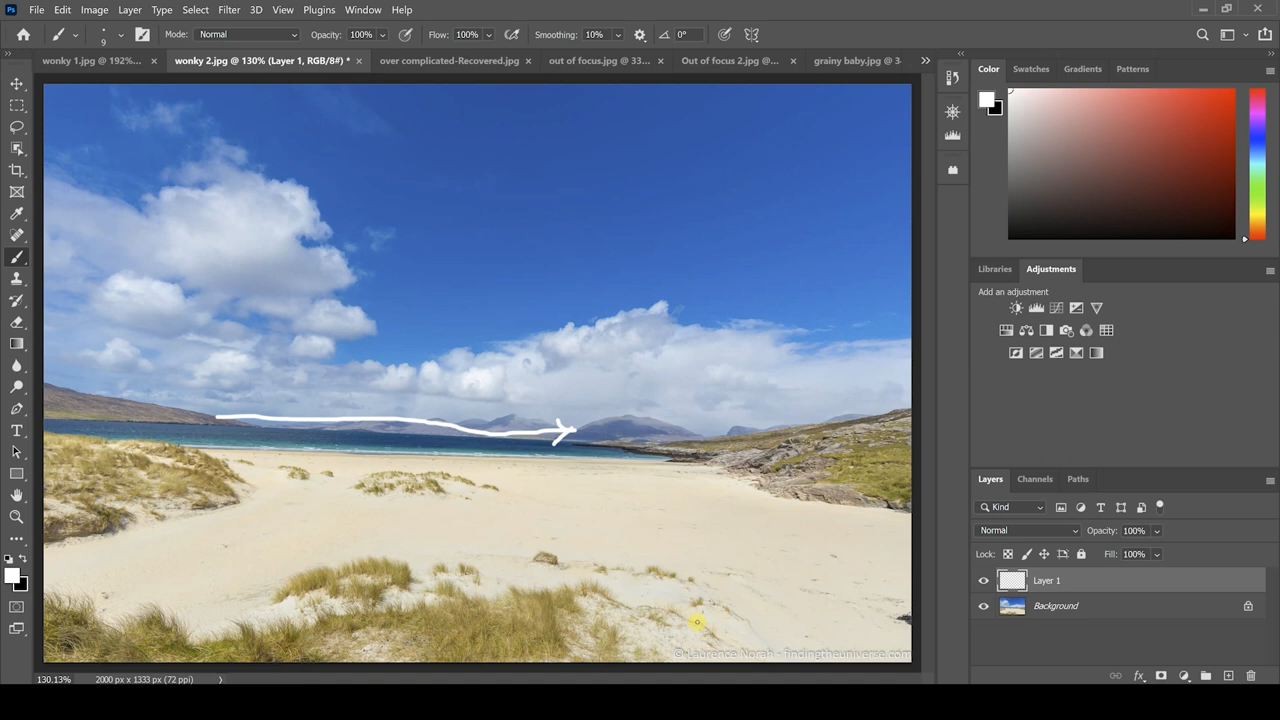 Ps File Edit Image Layer Type Select Filter 3D View Plugins Window Help
9 Mode: Normal Opacity: 100% Flow: 100% Smoothing: 10% 0°
wonky 1.jpg @ 192%... × wonky 2.jpg @ 130% (Layer 1, RGB/8#) * × over complicated-Recovered.jpg × out of focus.jpg @ 33... × Out of focus 2.jpg @... × grainy baby.jpg @ 3
Color Swatches Gradients Patterns
Libraries Adjustments
Add an adjustment
Layers Channels Paths
Kind
Normal Opacity: 100%
Lock: Fill: 100%
Layer 1
Background
© Laurence Norah - findingtheuniverse.com
130.13% 2000 px x 1333 px (72 ppi)